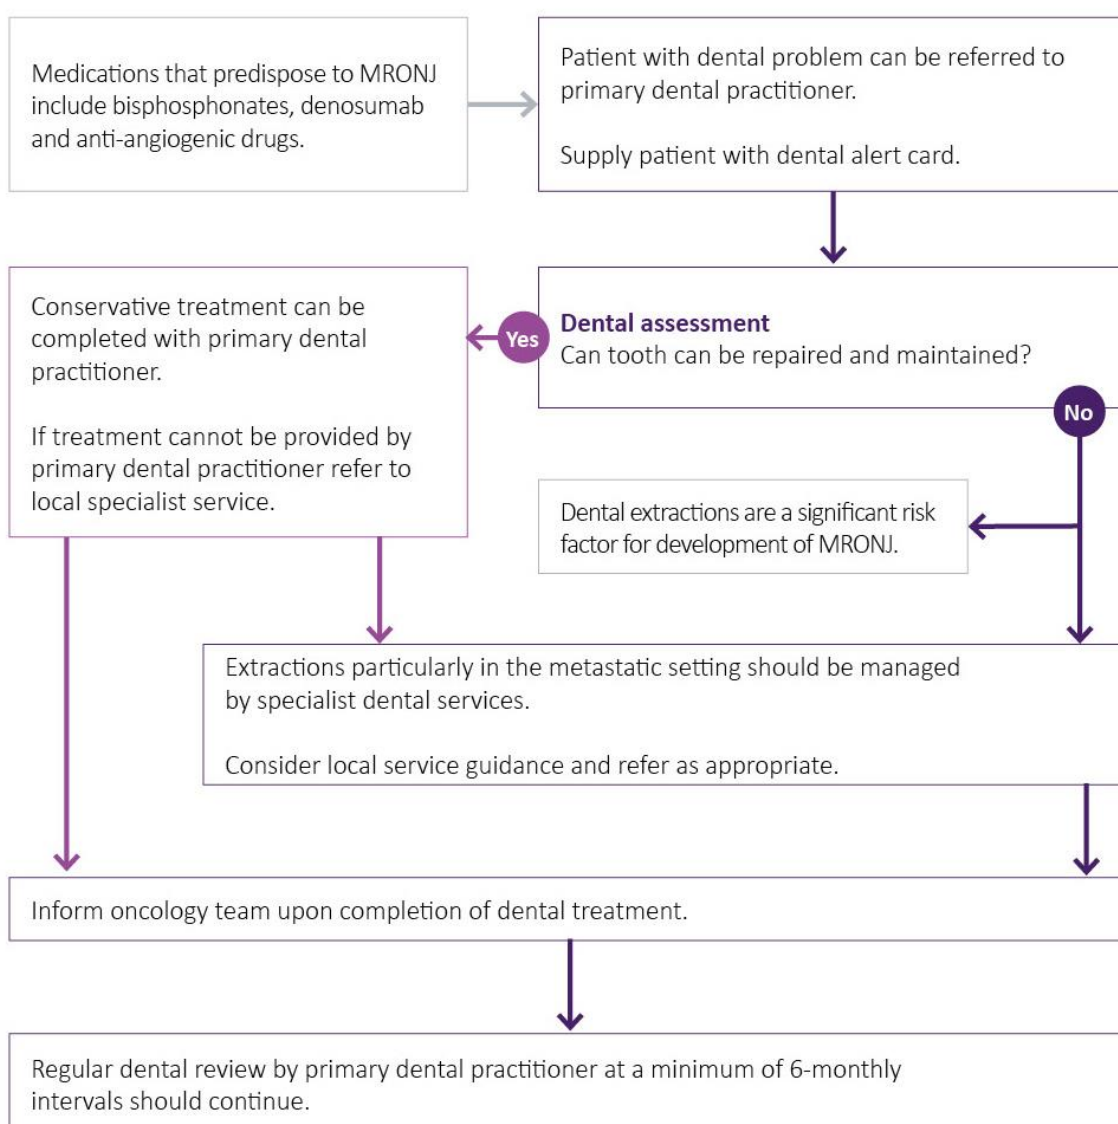 Medications that predispose to MRONJ
include bisphosphonates, denosumab
and anti-angiogenic drugs.
Patient with dental problem can be referred to
primary dental practitioner.
Supply patient with dental alert card.
Dental assessment
Can tooth can be repaired and maintained?
Yes
No
Conservative treatment can be
completed with primary dental
practitioner.
If treatment cannot be provided by
primary dental practitioner refer to
local specialist service.
Dental extractions are a significant risk
factor for development of MRONJ.
Extractions particularly in the metastatic setting should be managed
by specialist dental services.
Consider local service guidance and refer as appropriate.
Inform oncology team upon completion of dental treatment.
Regular dental review by primary dental practitioner at a minimum of 6-monthly
intervals should continue.